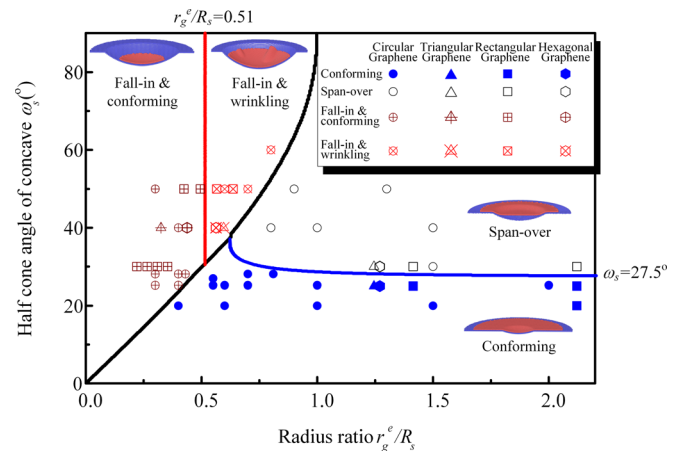 r_g^e/R_s=0.51
Fall-in & conforming
Fall-in & wrinkling
Circular Graphene
Triangular Graphene
Rectangular Graphene
Hexagonal Graphene
Conforming
Span-over
Fall-in & conforming
Fall-in & wrinkling
Span-over
ω_s=27.5°
Conforming
Half cone angle of concave ω_s(°)
80
60
40
20
0
0.0 0.5 1.0 1.5 2.0
Radius ratio r_g^e/R_s